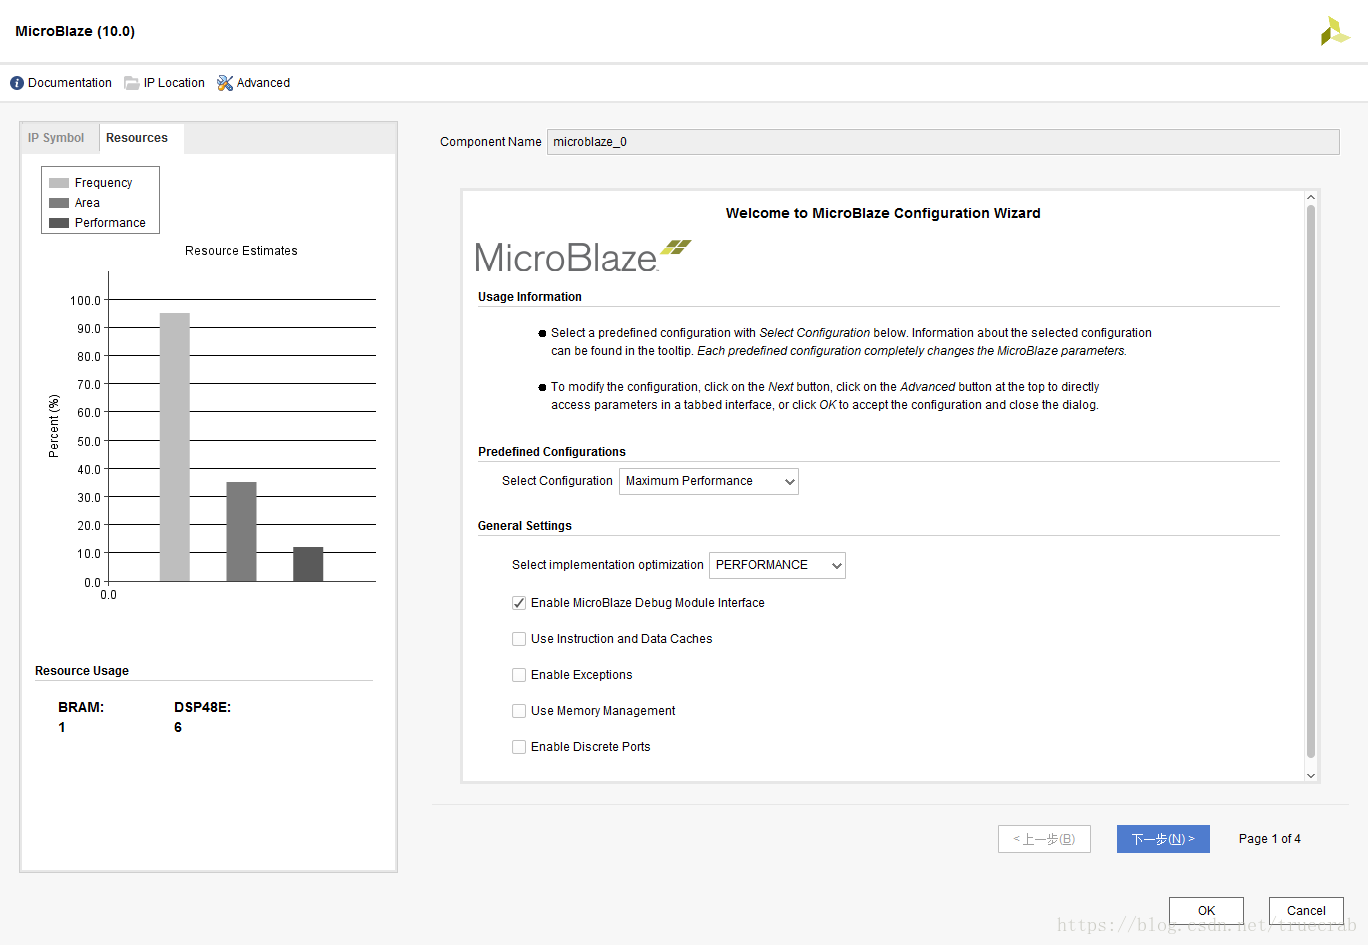 MicroBlaze (10.0)
Documentation IP Location Advanced
IP Symbol Resources
Frequency
Area
Performance
Resource Estimates
Percent (%)
100.0
90.0
80.0
70.0
60.0
50.0
40.0
30.0
20.0
10.0
0.0
0.0
Resource Usage
BRAM: DSP48E:
1 6
Component Name microblaze_0
Welcome to MicroBlaze Configuration Wizard
MicroBlaze
Usage Information
Select a predefined configuration with Select Configuration below. Information about the selected configuration
can be found in the tooltip. Each predefined configuration completely changes the MicroBlaze parameters.
To modify the configuration, click on the Next button, click on the Advanced button at the top to directly
access parameters in a tabbed interface, or click OK to accept the configuration and close the dialog.
Predefined Configurations
Select Configuration Maximum Performance
General Settings
Select implementation optimization PERFORMANCE
Enable MicroBlaze Debug Module Interface
Use Instruction and Data Caches
Enable Exceptions
Use Memory Management
Enable Discrete Ports
< 上一步(B) 下一步(N) > Page 1 of 4
OK Cancel
https://blog.csdn.net/truecrab